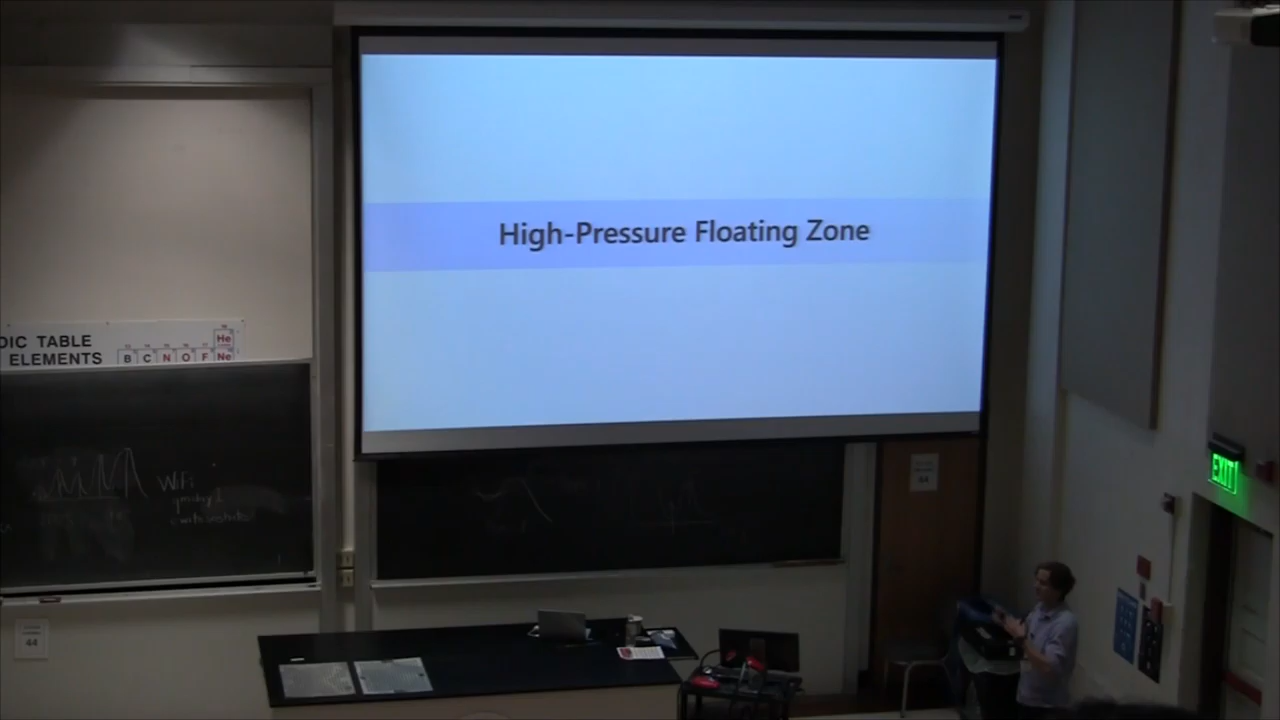 High-Pressure Floating Zone
DIC TABLE
ELEMENTS
He
B C N O F Ne
WiFi
EXIT
44
44